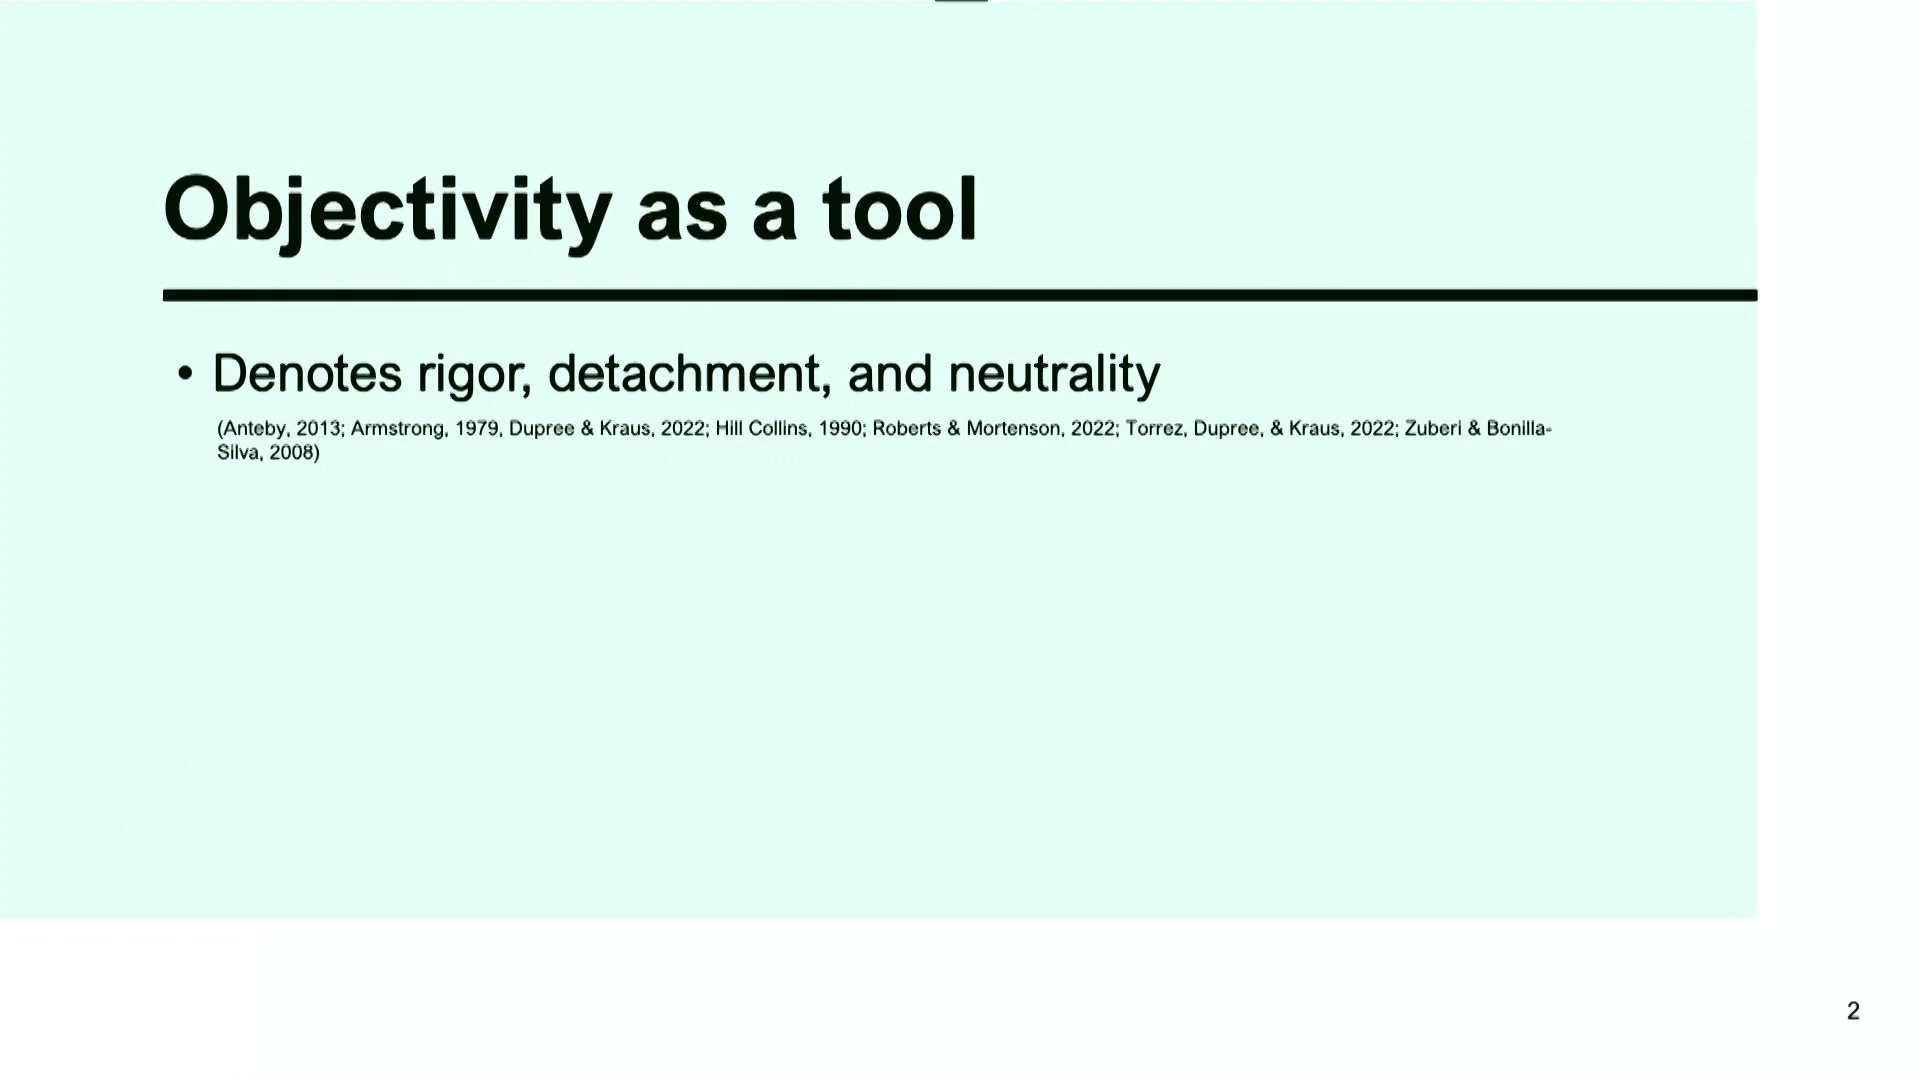 Objectivity as a tool
• Denotes rigor, detachment, and neutrality
(Anteby, 2013; Armstrong, 1979, Dupree & Kraus, 2022; Hill Collins, 1990; Roberts & Mortenson, 2022; Torrez, Dupree, & Kraus, 2022; Zuberi & Bonilla-
Silva, 2008)
2